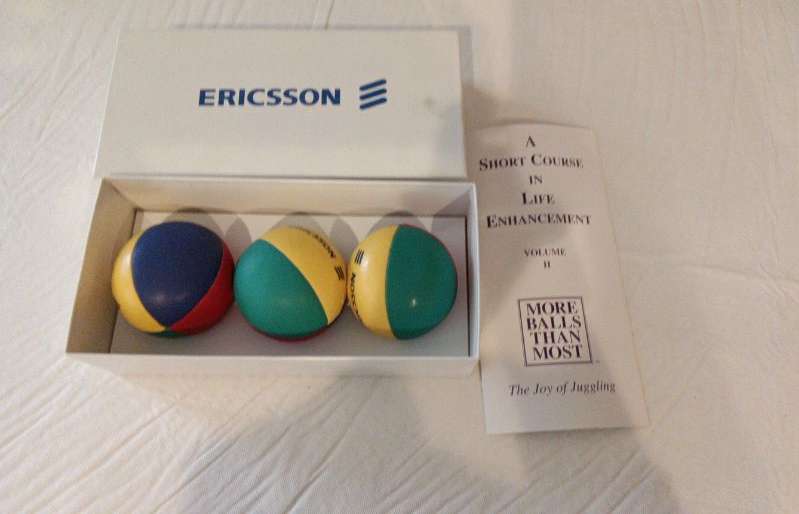 ERICSSON
A
SHORT COURSE
IN
LIFE
ENHANCEMENT
VOLUME
II
MORE
BALLS
THAN
MOST
The Joy of Juggling